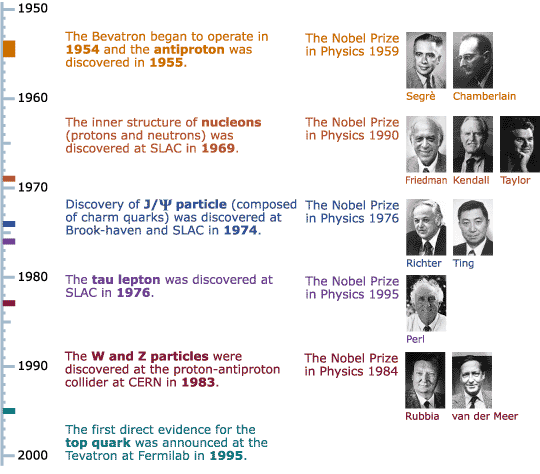 1950
The Bevatron began to operate in
1954 and the antiproton was
discovered in 1955.
The Nobel Prize
in Physics 1959
Segrè
Chamberlain
1960
The inner structure of nucleons
(protons and neutrons) was
discovered at SLAC in 1969.
The Nobel Prize
in Physics 1990
Friedman
Kendall
Taylor
1970
Discovery of J/Ψ particle (composed
of charm quarks) was discovered at
Brook-haven and SLAC in 1974.
The Nobel Prize
in Physics 1976
Richter
Ting
1980
The tau lepton was discovered at
SLAC in 1976.
The Nobel Prize
in Physics 1995
Perl
The W and Z particles were
discovered at the proton-antiproton
collider at CERN in 1983.
The Nobel Prize
in Physics 1984
Rubbia
van der Meer
1990
The first direct evidence for the
top quark was announced at the
Tevatron at Fermilab in 1995.
2000